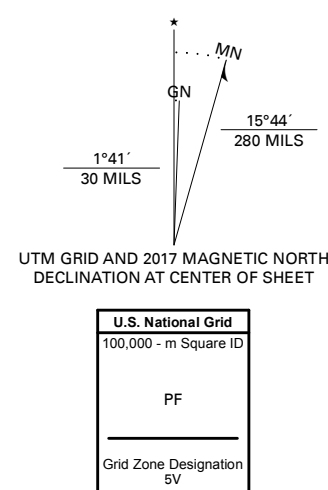 ★
MN
GN
15°44´
280 MILS
1°41´
30 MILS
UTM GRID AND 2017 MAGNETIC NORTH
DECLINATION AT CENTER OF SHEET
U.S. National Grid
100,000 - m Square ID
PF
Grid Zone Designation
5V